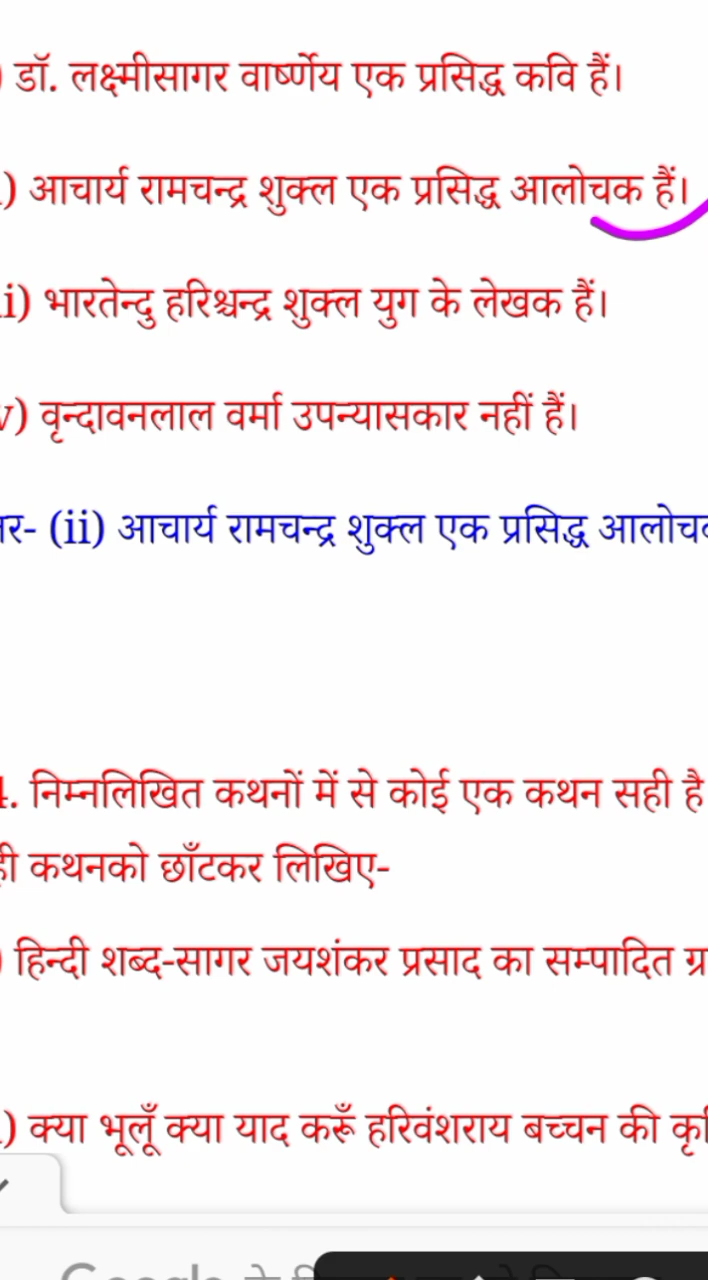 ) डॉ. लक्ष्मीसागर वार्ष्णेय एक प्रसिद्ध कवि हैं।
) आचार्य रामचन्द्र शुक्ल एक प्रसिद्ध आलोचक हैं।
i) भारतेन्दु हरिश्चन्द्र शुक्ल युग के लेखक हैं।
v) वृन्दावनलाल वर्मा उपन्यासकार नहीं हैं।
- (ii) आचार्य रामचन्द्र शुक्ल एक प्रसिद्ध
. निम्नलिखित कथनों में से कोई एक कथन सही है
कथनको छाँटकर लिखिए-
हिन्दी शब्द-सागर जयशंकर प्रसाद का सम्पादित
) क्या भूलूँ क्या याद करूँ हरिवंशराय बच्चन की